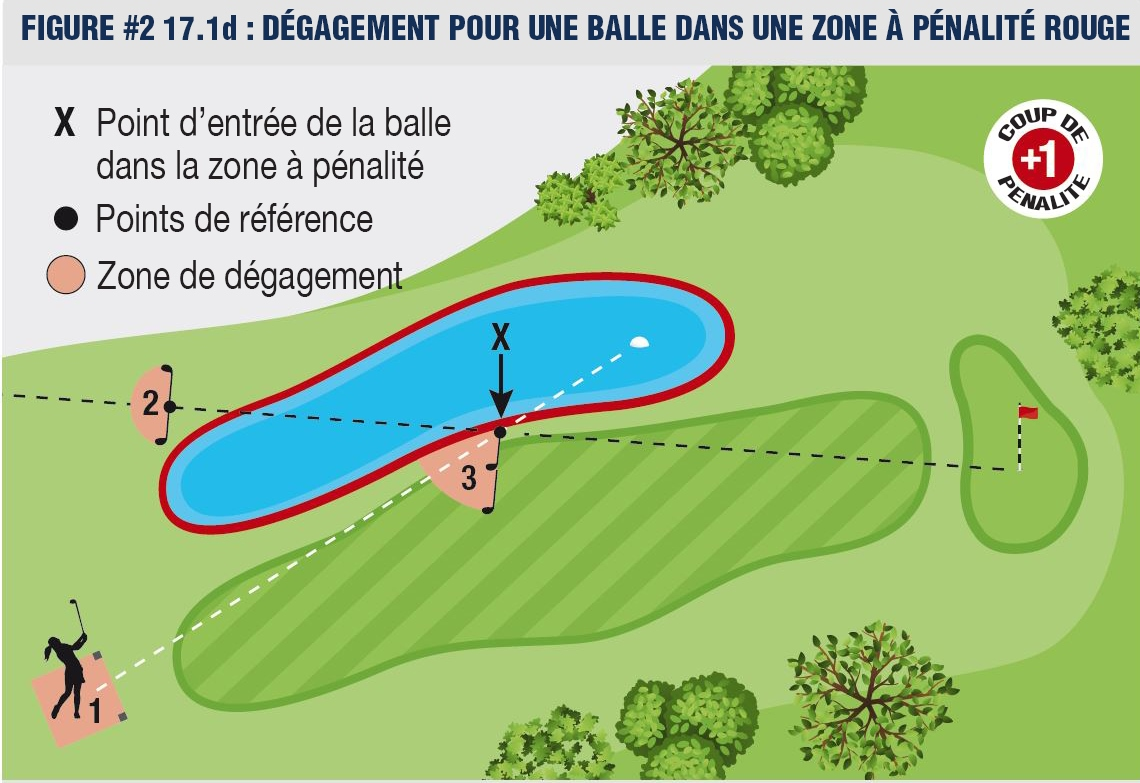 FIGURE #2 17.1d : DÉGAGEMENT POUR UNE BALLE DANS UNE ZONE À PÉNALITÉ ROUGE
X Point d’entrée de la balle
dans la zone à pénalité
Points de référence
Zone de dégagement
COUP DE
+1
PENALITE
X
2
3
1